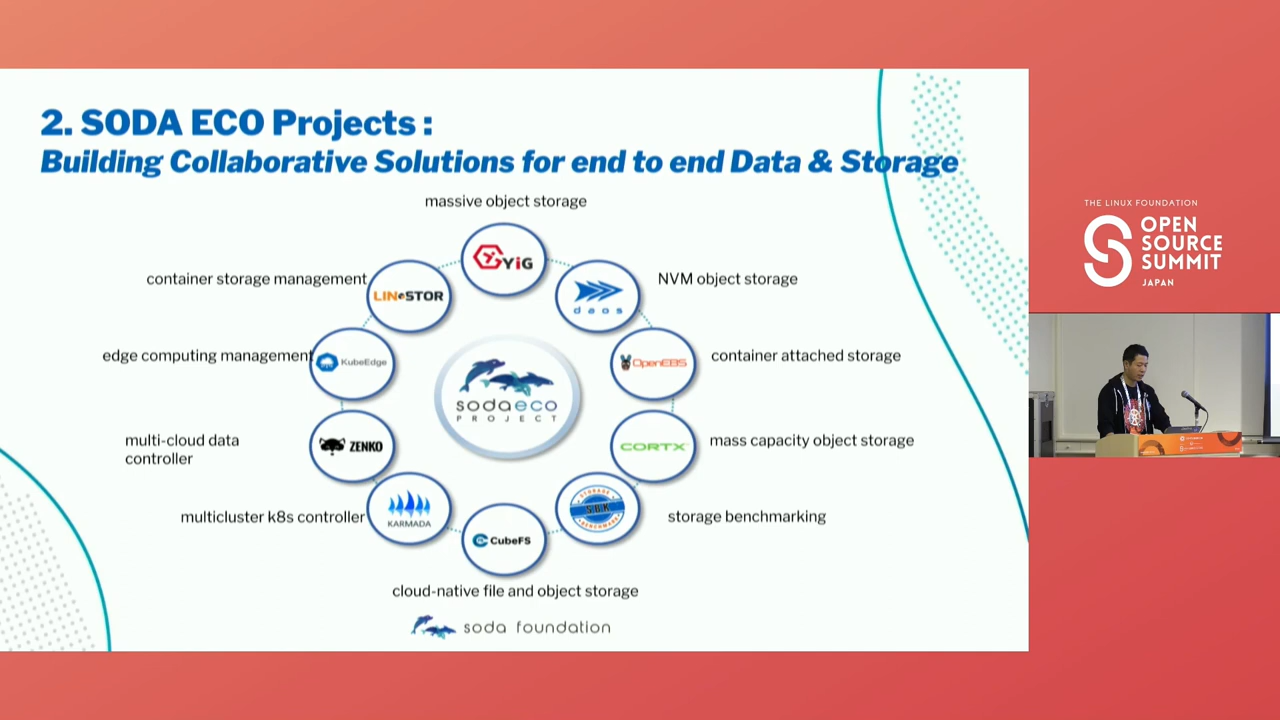 2. SODA ECO Projects :
Building Collaborative Solutions for end to end Data & Storage
massive object storage
YiG
container storage management
LINSTOR
daos
NVM object storage
edge computing management
KubeEdge
OpenEBS
container attached storage
sodaeco
PROJECT
multi-cloud data
controller
ZENKO
CORTX
mass capacity object storage
multicluster k8s controller
KARMADA
STORAGE
SBK
BENCHMARK
storage benchmarking
CubeFS
cloud-native file and object storage
soda foundation
THE LINUX FOUNDATION
OPEN
SOURCE
SUMMIT
JAPAN